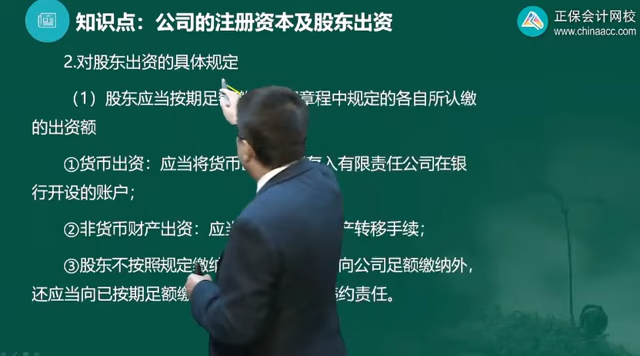 知识点：公司的注册资本及股东出资
正保会计网校
www.chinaacc.com
2.对股东出资的具体规定
（1）股东应当按期足 章程中规定的各自所认缴
的出资额
①货币出资：应当将货币 存入有限责任公司在银
行开设的账户；
②非货币财产出资：应 产转移手续；
③股东不按照规定缴纳 向公司足额缴纳外，
还应当向已按期足额缴 约责任。